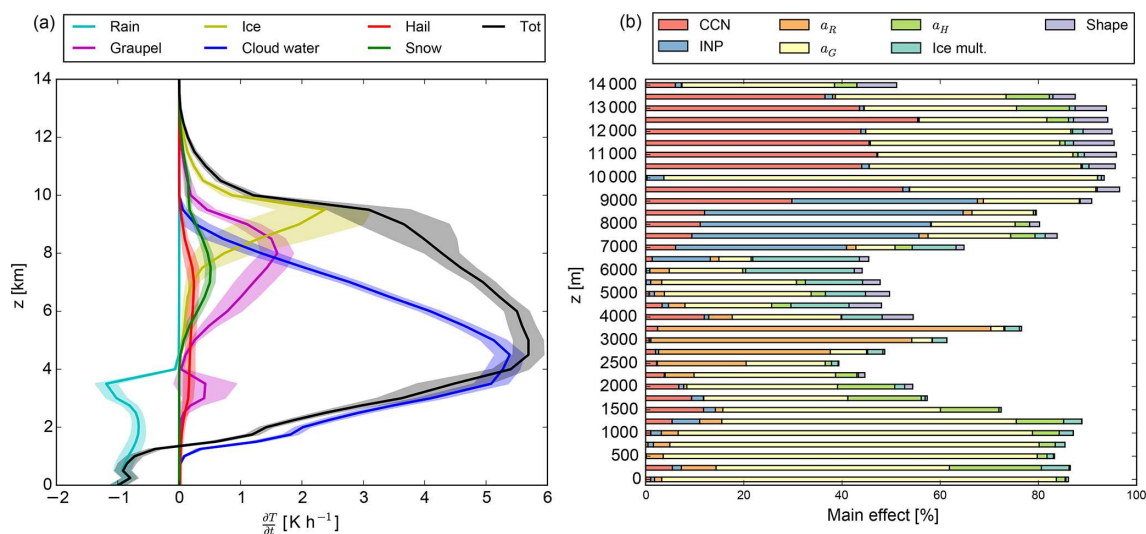 (a)
Rain
Ice
Hail
Tot
Graupel
Cloud water
Snow
14
12
10
8
6
4
2
0
z [km]
−2 −1 0 1 2 3 4 5 6
∂T/∂t [K h⁻¹]
(b)
CCN
a_R
a_H
Shape
INP
a_G
Ice mult.
14 000
13 000
12 000
11 000
10 000
9000
8000
7000
6000
5000
4000
3000
2500
2000
1500
1000
500
0
z [m]
0 20 40 60 80 100
Main effect [%]